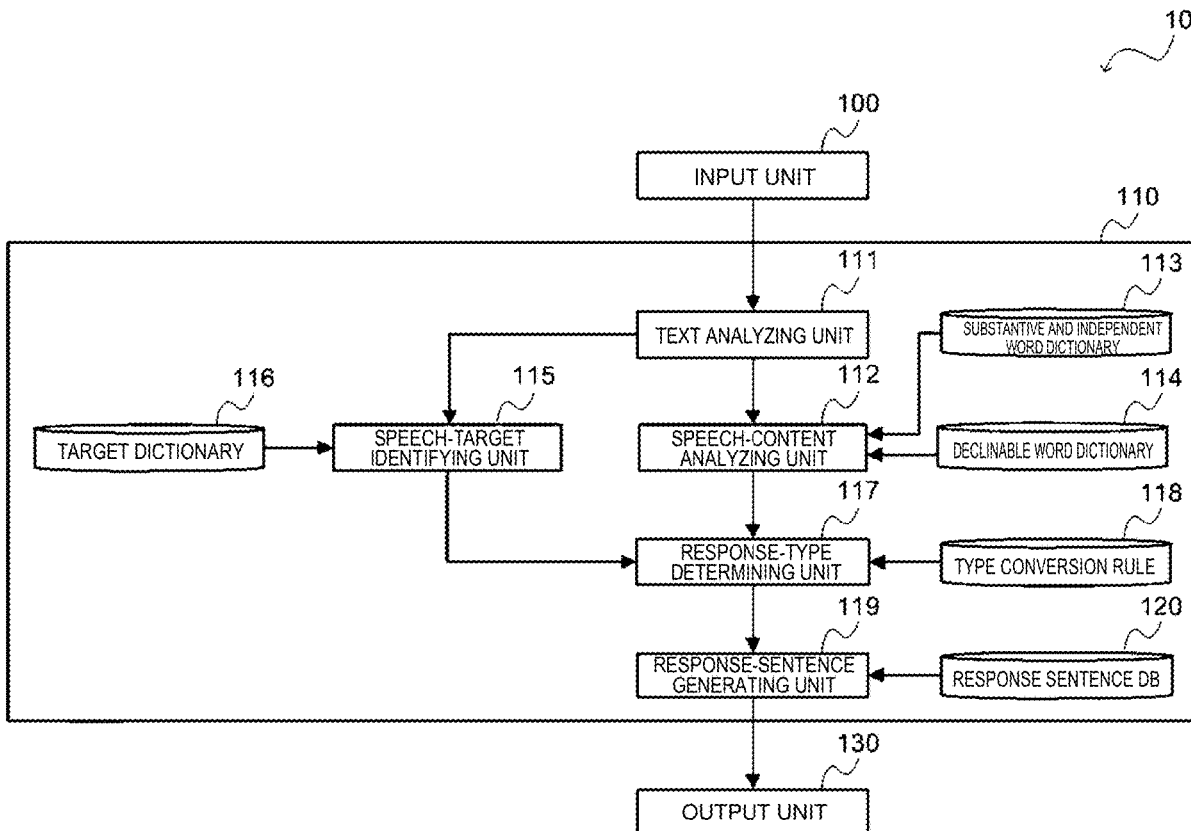 10
100
INPUT UNIT
110
111
TEXT ANALYZING UNIT
113
SUBSTANTIVE AND INDEPENDENT
WORD DICTIONARY
116
TARGET DICTIONARY
115
SPEECH-TARGET
IDENTIFYING UNIT
112
SPEECH-CONTENT
ANALYZING UNIT
114
DECLINABLE WORD DICTIONARY
117
RESPONSE-TYPE
DETERMINING UNIT
118
TYPE CONVERSION RULE
119
RESPONSE-SENTENCE
GENERATING UNIT
120
RESPONSE SENTENCE DB
130
OUTPUT UNIT